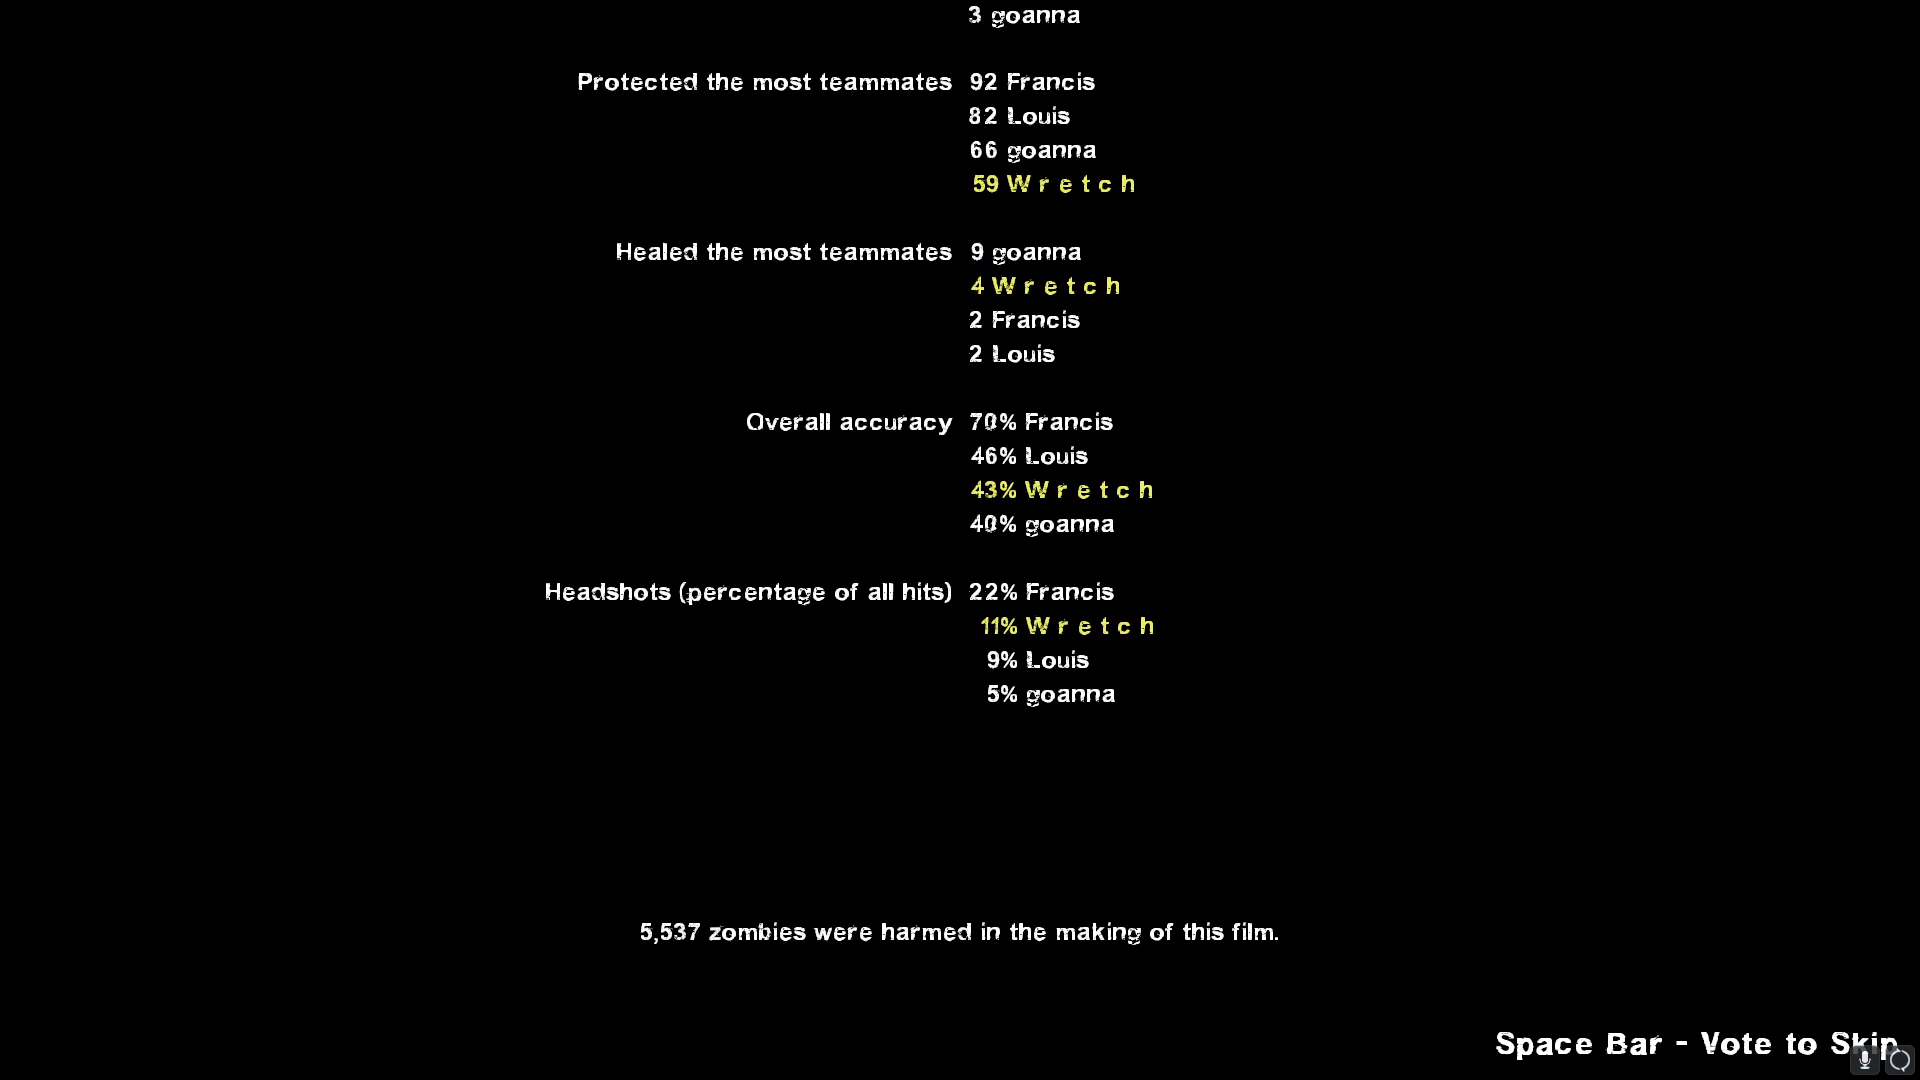 3 goanna
Protected the most teammates 92 Francis
82 Louis
66 goanna
59 W r e t c h
Healed the most teammates 9 goanna
4 W r e t c h
2 Francis
2 Louis
Overall accuracy 70% Francis
46% Louis
43% W r e t c h
40% goanna
Headshots (percentage of all hits) 22% Francis
11% W r e t c h
9% Louis
5% goanna
5,537 zombies were harmed in the making of this film.
Space Bar - Vote to Skip